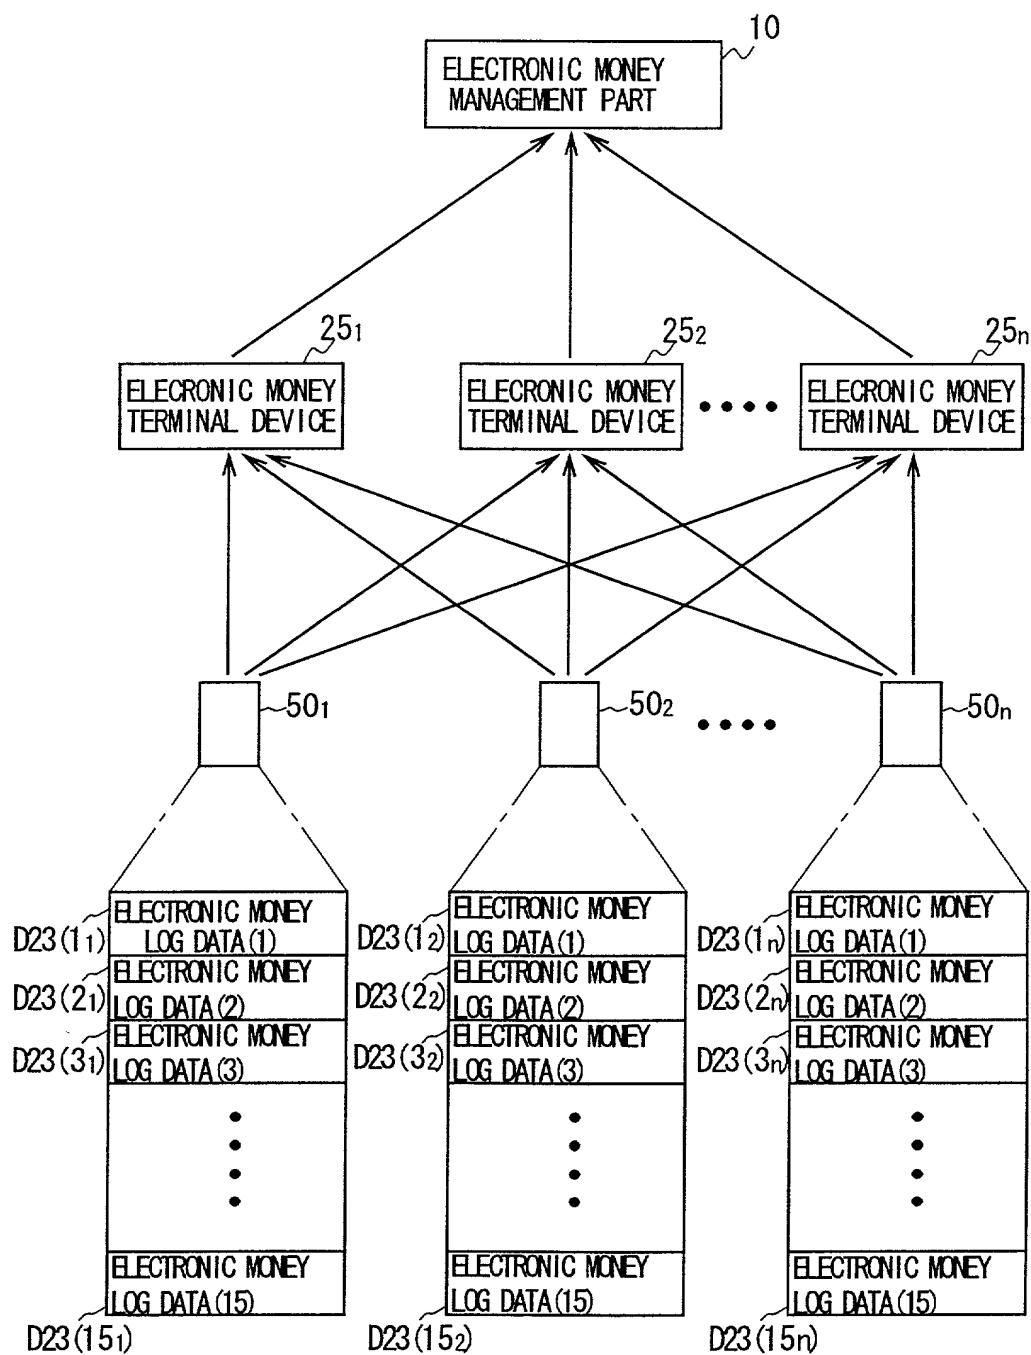 10
ELECTRONIC MONEY
MANAGEMENT PART
25₁
25₂
25ₙ
ELECRONIC MONEY
TERMINAL DEVICE
ELECRONIC MONEY
TERMINAL DEVICE
ELECRONIC MONEY
TERMINAL DEVICE
50₁
50₂
50ₙ
ELECTRONIC MONEY
LOG DATA(1)
D23(1₁)
ELECTRONIC MONEY
LOG DATA(2)
D23(2₁)
ELECTRONIC MONEY
LOG DATA(3)
D23(3₁)
ELECTRONIC MONEY
LOG DATA(15)
D23(15₁)
ELECTRONIC MONEY
LOG DATA(1)
D23(1₂)
ELECTRONIC MONEY
LOG DATA(2)
D23(2₂)
ELECTRONIC MONEY
LOG DATA(3)
D23(3₂)
ELECTRONIC MONEY
LOG DATA(15)
D23(15₂)
ELECTRONIC MONEY
LOG DATA(1)
D23(1ₙ)
ELECTRONIC MONEY
LOG DATA(2)
D23(2ₙ)
ELECTRONIC MONEY
LOG DATA(3)
D23(3ₙ)
ELECTRONIC MONEY
LOG DATA(15)
D23(15ₙ)